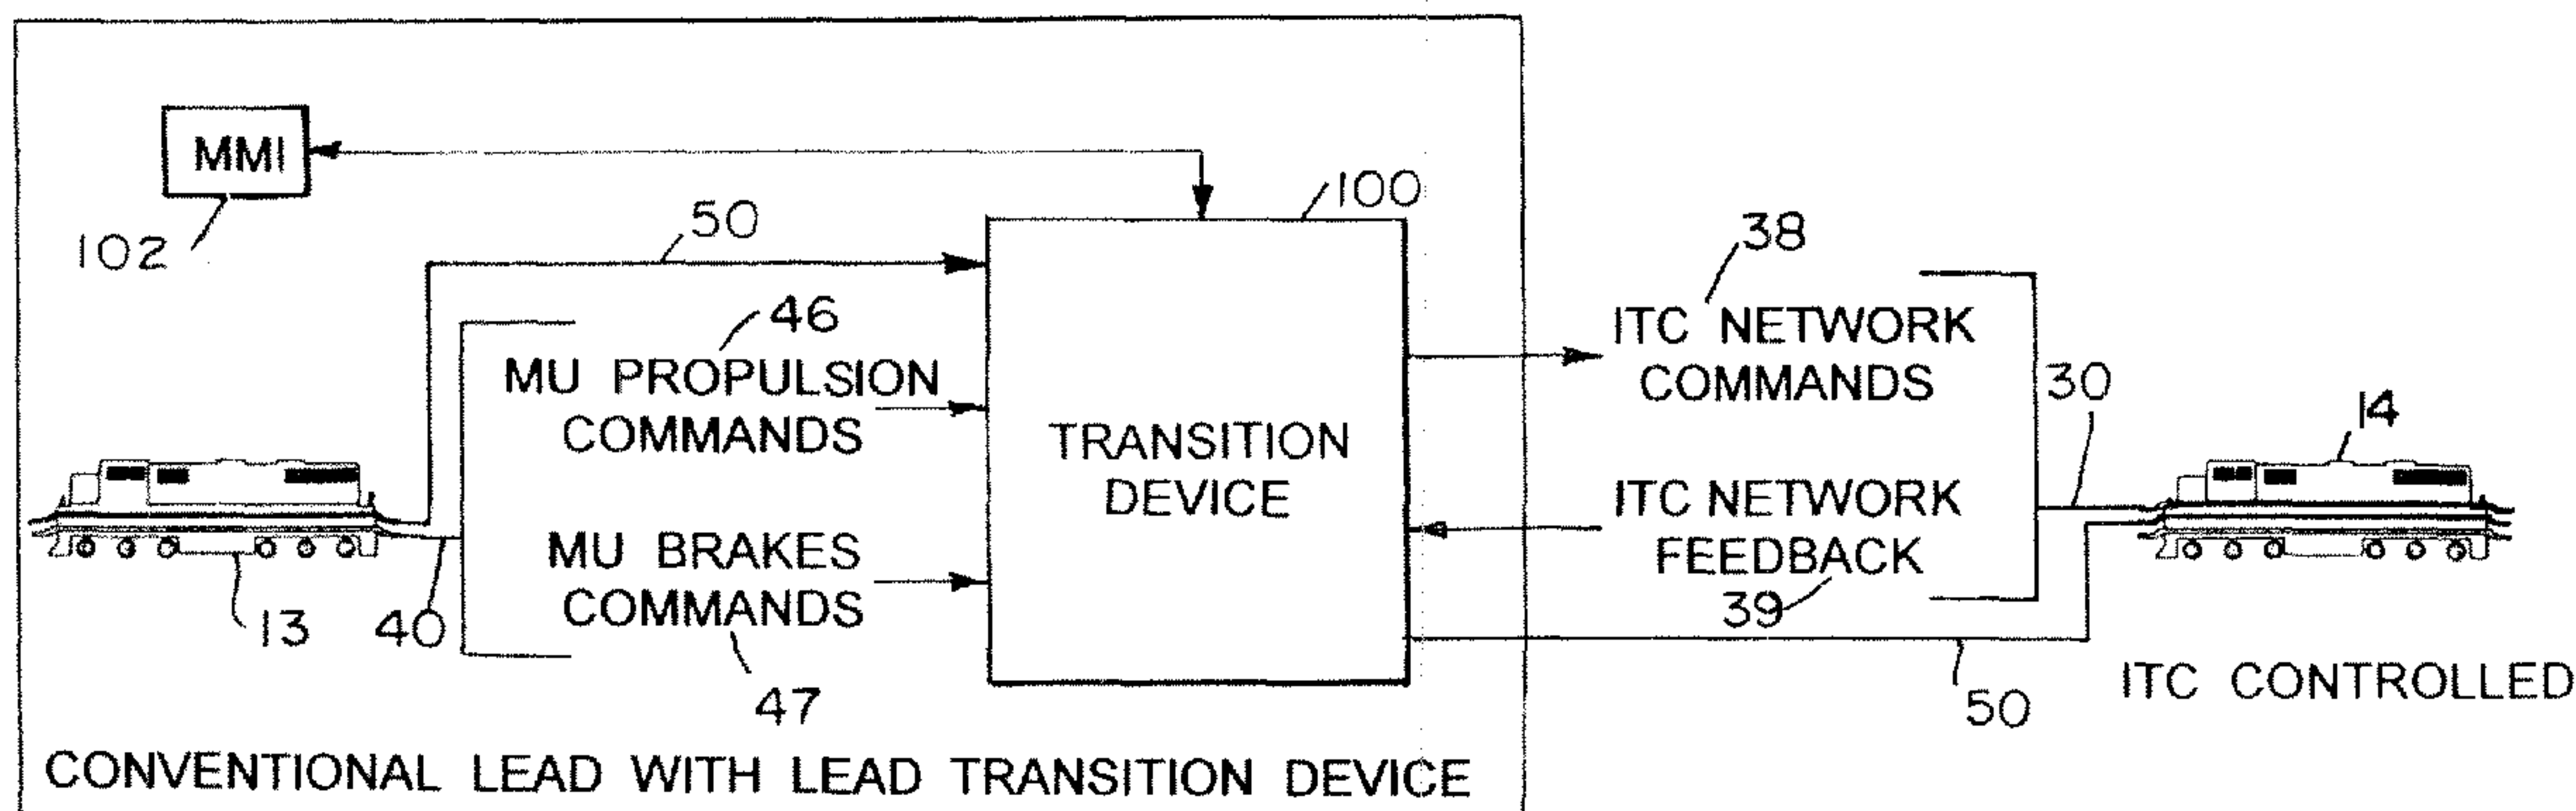 MMI
102
50
100
46
MU PROPULSION
COMMANDS
MU BRAKES
COMMANDS
47
13
40
TRANSITION
DEVICE
38
ITC NETWORK
COMMANDS
30
14
ITC NETWORK
FEEDBACK
39
50
ITC CONTROLLED
CONVENTIONAL LEAD WITH LEAD TRANSITION DEVICE